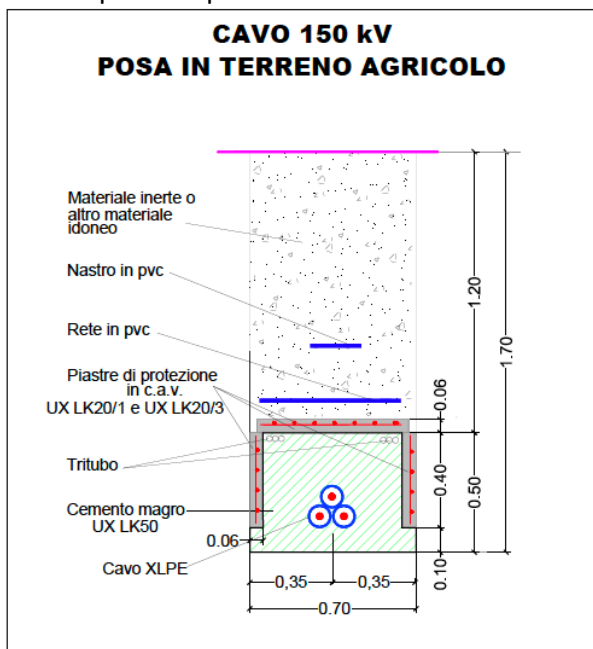 CAVO 150 kV
POSA IN TERRENO AGRICOLO
Materiale inerte o
altro materiale
idoneo
Nastro in pvc
Rete in pvc
Piastre di protezione
in c.a.v.
UX LK20/1 e UX LK20/3
Tritubo
Cemento magro
UX LK50
0.06
Cavo XLPE
0,35
0,35
0.70
0.06
0.40
0.10
0.50
1.20
1.70